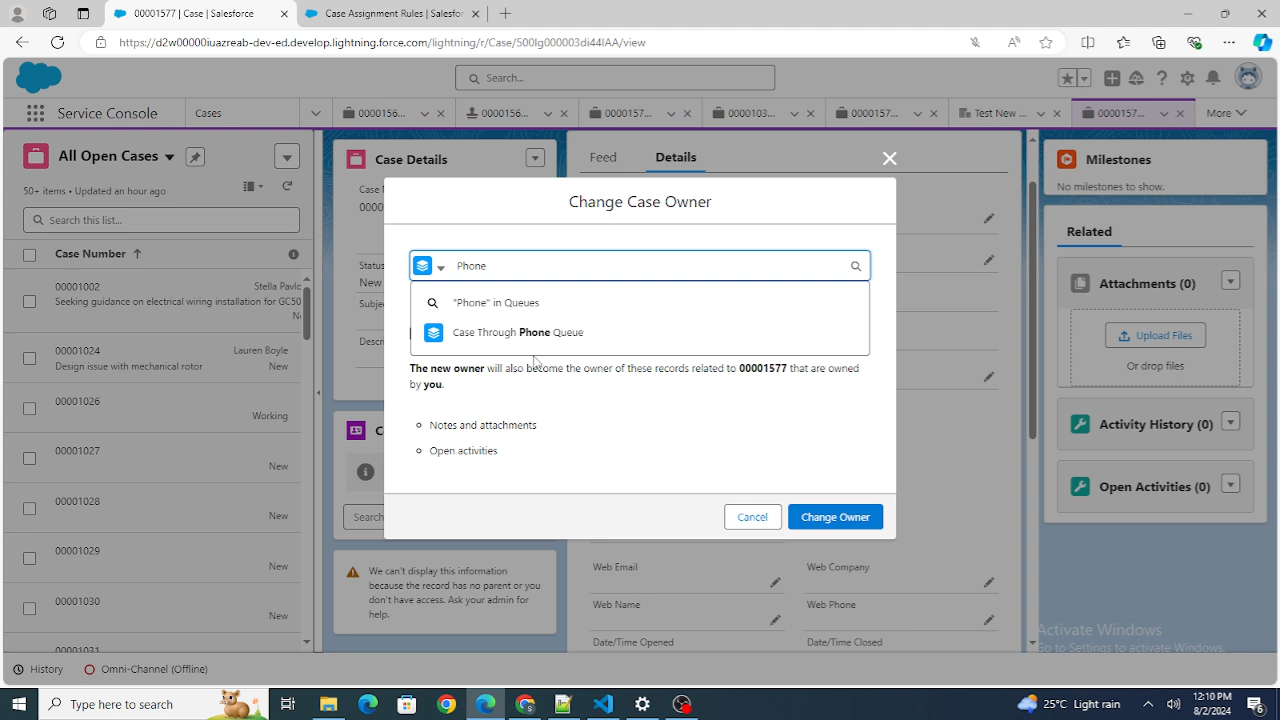 00001577 | Case | Salesforce
Case Assignment Rules | Salesfor
https://d2w00000iuazreab-dev-ed.develop.lightning.force.com/lightning/r/Case/500Ig000003di44IAA/view
Search...
Service Console
Cases
0000156...
0000156...
0000157...
0000103...
0000157...
Test New ...
0000157...
More
All Open Cases
50+ items • Updated an hour ago
Search this list...
Case Number
00001002
Stella Pavlc
Seeking guidance on electrical wiring installation for GC50
00001024
Lauren Boyle
Design issue with mechanical rotor
New
00001026
Working
00001027
New
00001028
New
00001029
New
00001030
New
00001031
Case Details
Feed
Details
Status
New
Change Case Owner
Phone
"Phone" in Queues
Case Through Phone Queue
The new owner will also become the owner of these records related to 00001577 that are owned
by you.
Notes and attachments
Open activities
Cancel
Change Owner
We can't display this information
because the record has no parent or you
don't have access. Ask your admin for
help.
Web Email
Web Company
Web Name
Web Phone
Date/Time Opened
Date/Time Closed
Milestones
No milestones to show.
Related
Attachments (0)
Upload Files
Or drop files
Activity History (0)
Open Activities (0)
Activate Windows
Go to Settings to activate Windows.
History
Omni-Channel (Offline)
Type here to search
25°C Light rain
12:10 PM
8/2/2024
6